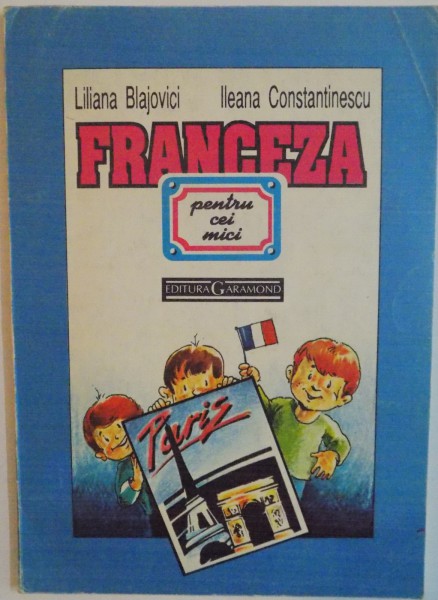 Liliana Blajovici Ileana Constantinescu
FRANCEZA
pentru
cei
mici
EDITURA GARAMOND
Paris